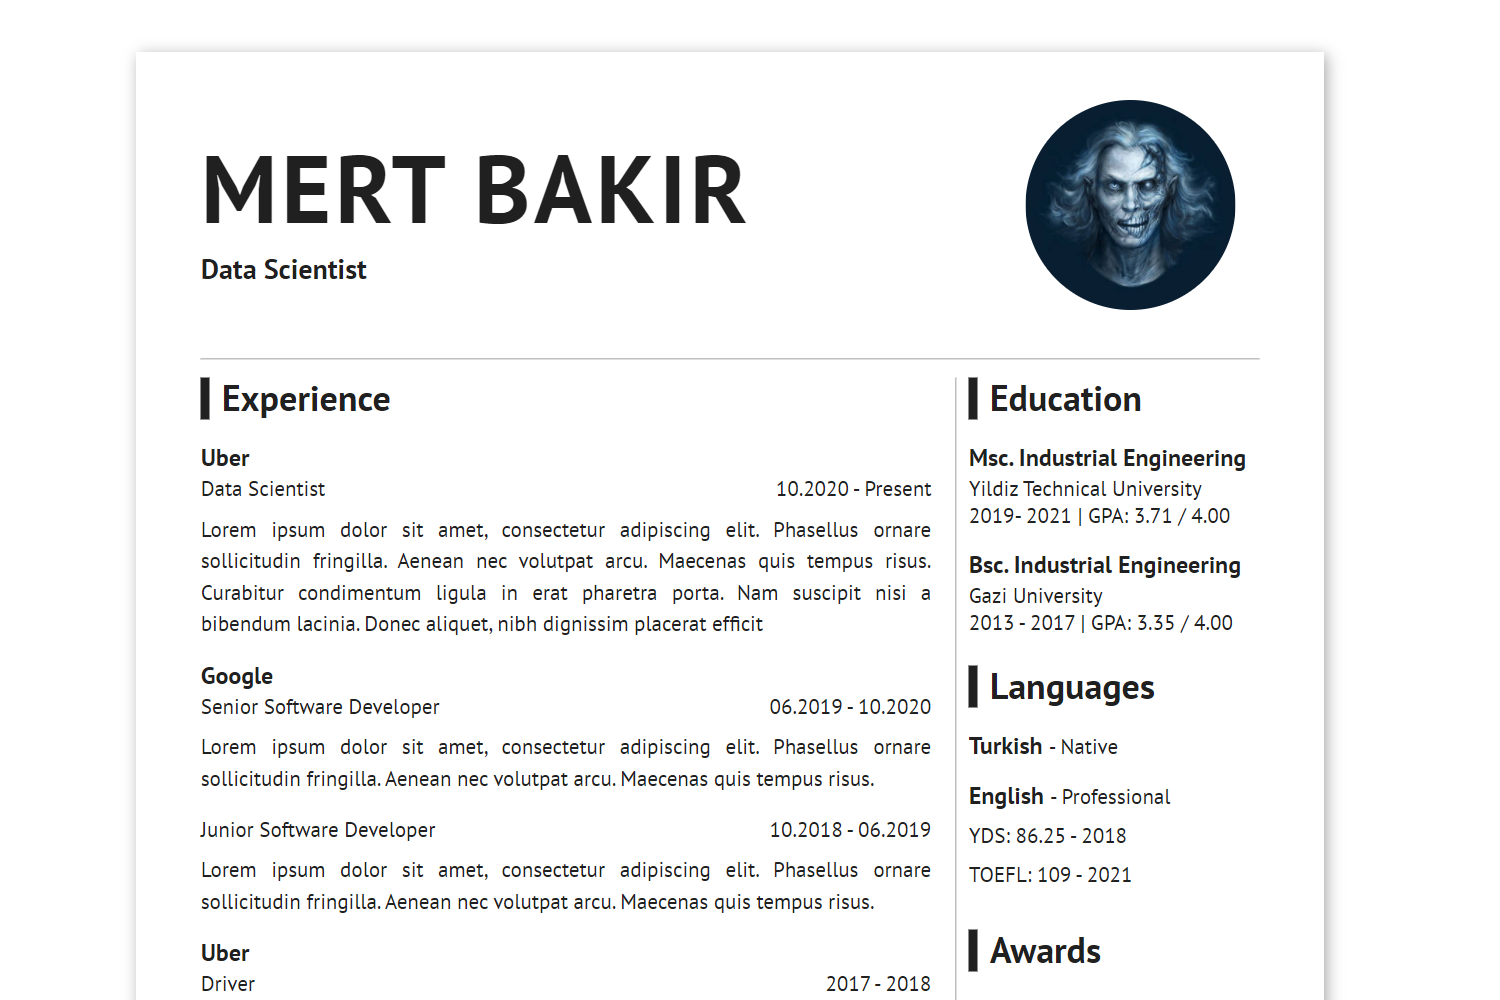 MERT BAKIR
Data Scientist
Experience
Uber
Data Scientist 10.2020 - Present
Lorem ipsum dolor sit amet, consectetur adipiscing elit. Phasellus ornare
sollicitudin fringilla. Aenean nec volutpat arcu. Maecenas quis tempus risus.
Curabitur condimentum ligula in erat pharetra porta. Nam suscipit nisi a
bibendum lacinia. Donec aliquet, nibh dignissim placerat efficit
Google
Senior Software Developer 06.2019 - 10.2020
Lorem ipsum dolor sit amet, consectetur adipiscing elit. Phasellus ornare
sollicitudin fringilla. Aenean nec volutpat arcu. Maecenas quis tempus risus.
Junior Software Developer 10.2018 - 06.2019
Lorem ipsum dolor sit amet, consectetur adipiscing elit. Phasellus ornare
sollicitudin fringilla. Aenean nec volutpat arcu. Maecenas quis tempus risus.
Uber
Driver 2017 - 2018
Education
Msc. Industrial Engineering
Yildiz Technical University
2019- 2021 | GPA: 3.71 / 4.00
Bsc. Industrial Engineering
Gazi University
2013 - 2017 | GPA: 3.35 / 4.00
Languages
Turkish - Native
English - Professional
YDS: 86.25 - 2018
TOEFL: 109 - 2021
Awards